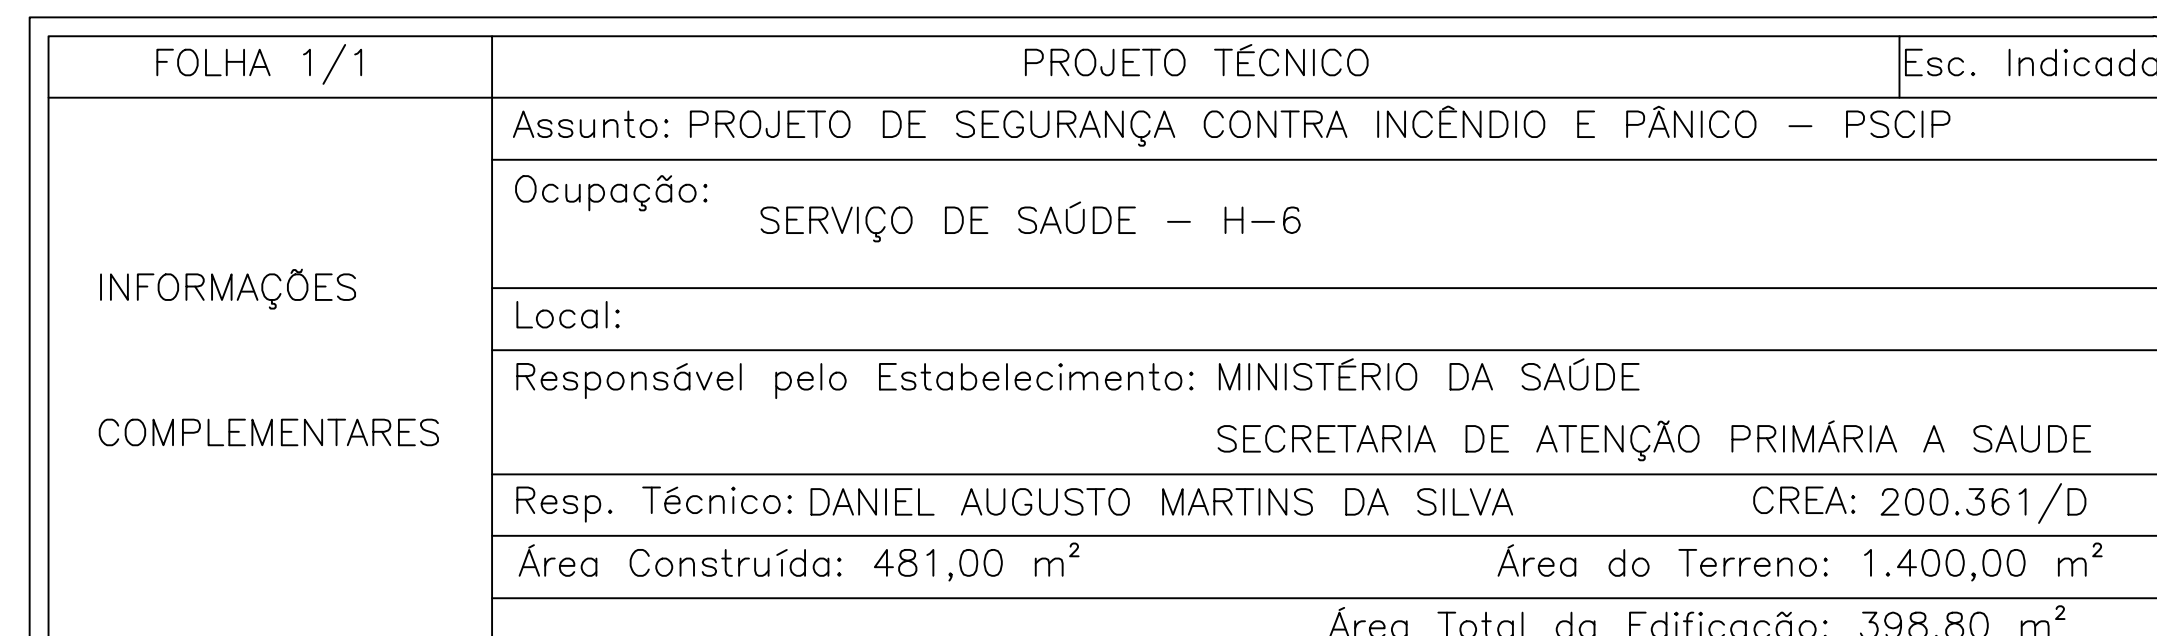 FOLHA 1/1
PROJETO TÉCNICO
Esc. Indicada
Assunto: PROJETO DE SEGURANÇA CONTRA INCÊNDIO E PÂNICO – PSCIP
Ocupação:
SERVIÇO DE SAÚDE – H–6
INFORMAÇÕES
COMPLEMENTARES
Local:
Responsável pelo Estabelecimento: MINISTÉRIO DA SAÚDE
SECRETARIA DE ATENÇÃO PRIMÁRIA A SAUDE
Resp. Técnico: DANIEL AUGUSTO MARTINS DA SILVA CREA: 200.361/D
Área Construída: 481,00 m² Área do Terreno: 1.400,00 m²
Área Total da Edificação: 398,80 m²